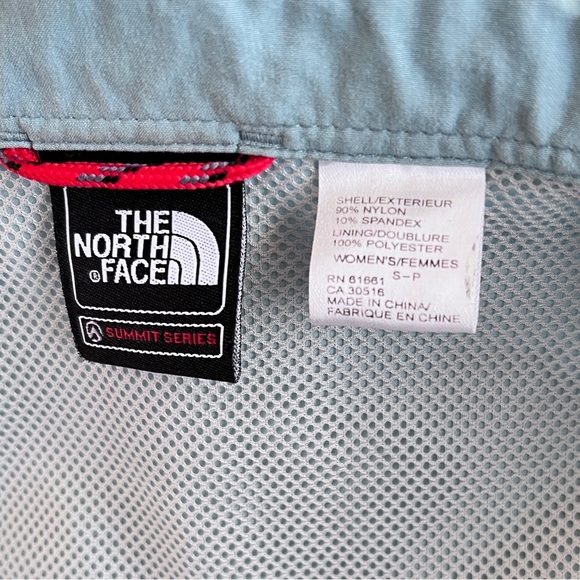 THE
NORTH
FACE®
SUMMIT SERIES
SHELL/EXTERIEUR
90% NYLON
10% SPANDEX
LINING/DOUBLURE
100% POLYESTER
WOMEN'S/FEMMES
S-P
RN 61661
CA 30516
MADE IN CHINA/
FABRIQUE EN CHINE